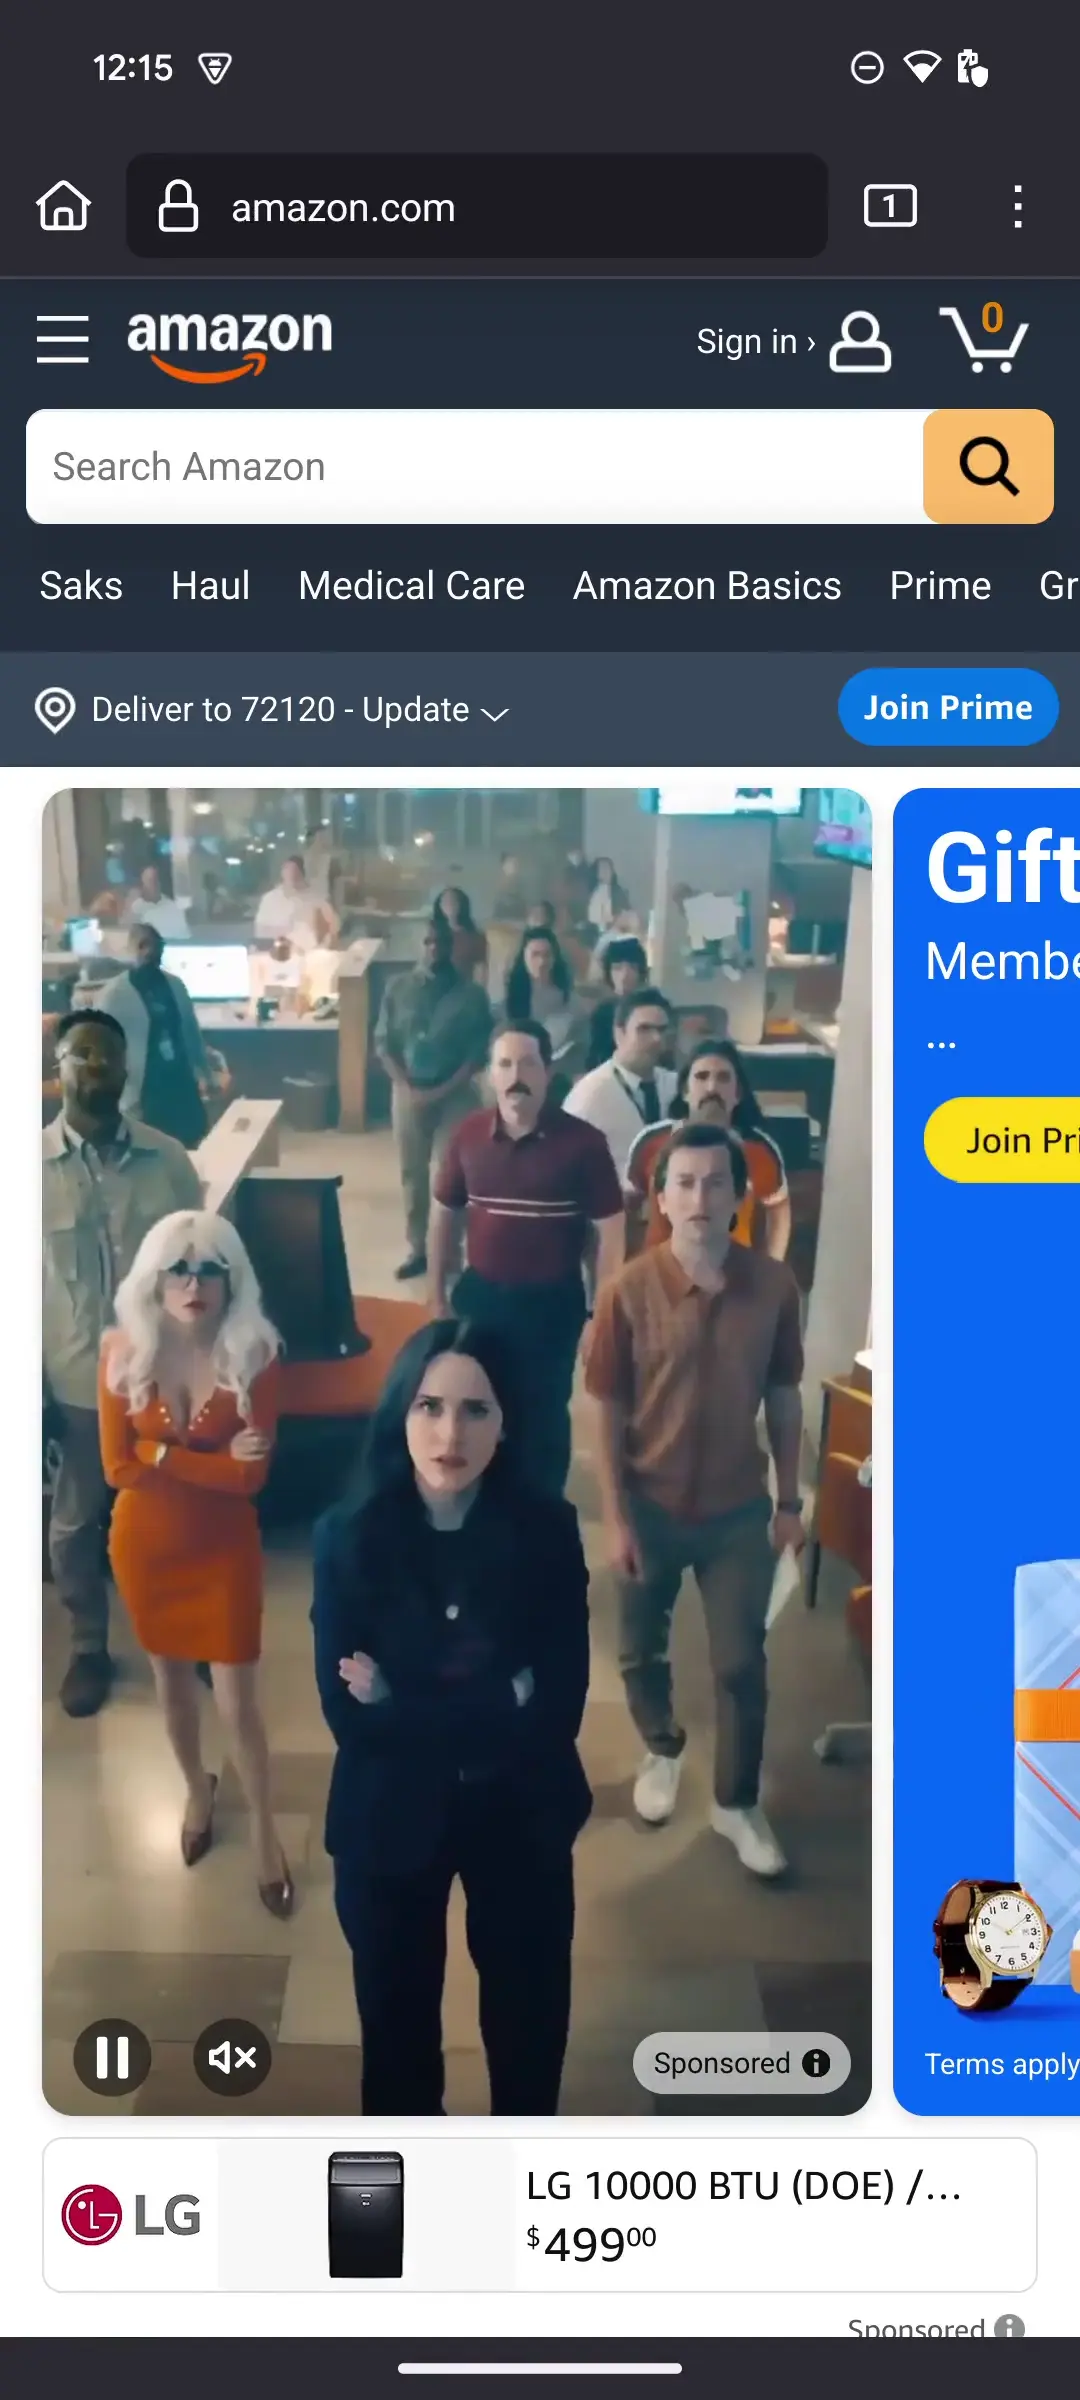 12:15
amazon.com
1
amazon
Sign in ›
0
Search Amazon
Saks Haul Medical Care Amazon Basics Prime Gr
Deliver to 72120 - Update
Join Prime
Gift
Membe
...
Join Pri
Sponsored
Terms apply
LG
LG 10000 BTU (DOE) /...
$49900
Sponsored